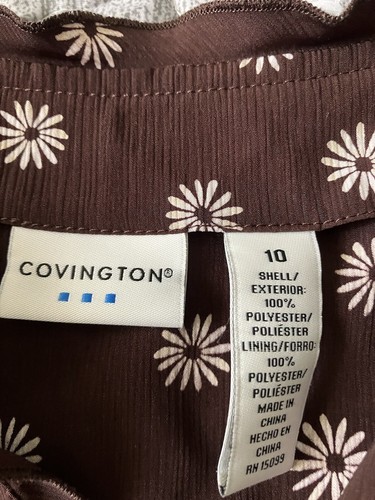 COVINGTON®
10
SHELL/
EXTERIOR:
100%
POLYESTER/
POLIÉSTER
LINING/FORRO:
100%
POLYESTER/
POLIÉSTER
MADE IN
CHINA
HECHO EN
CHINA
RN 15099